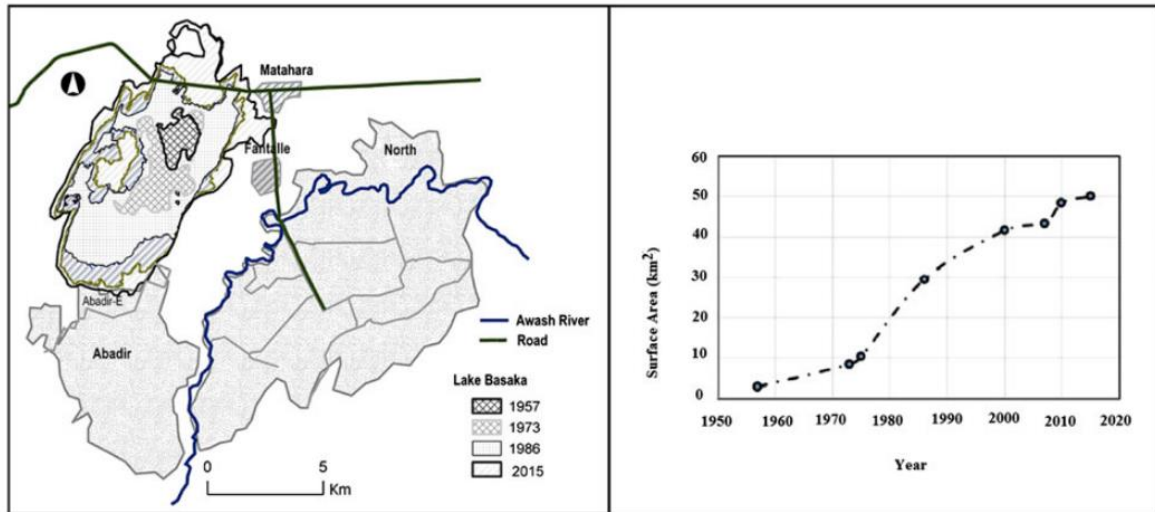 Matahara
Fantalle
North
Abadir-E
Abadir
Awash River
Road
Lake Basaka
1957
1973
1986
2015
0 5
Km
60
50
40
30
20
10
0
Surface Area (km²)
1950 1960 1970 1980 1990 2000 2010 2020
Year